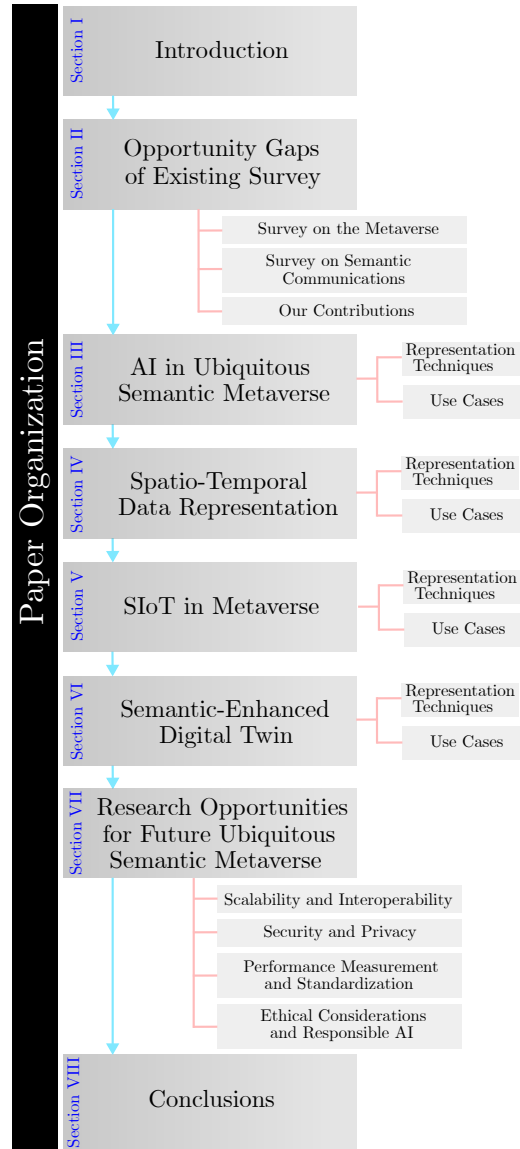 Paper Organization
Section I
Introduction
Section II
Opportunity Gaps
of Existing Survey
Survey on the Metaverse
Survey on Semantic
Communications
Our Contributions
Section III
AI in Ubiquitous
Semantic Metaverse
Representation
Techniques
Use Cases
Section IV
Spatio-Temporal
Data Representation
Representation
Techniques
Use Cases
Section V
SIoT in Metaverse
Representation
Techniques
Use Cases
Section VI
Semantic-Enhanced
Digital Twin
Representation
Techniques
Use Cases
Section VII
Research Opportunities
for Future Ubiquitous
Semantic Metaverse
Scalability and Interoperability
Security and Privacy
Performance Measurement
and Standardization
Ethical Considerations
and Responsible AI
Section VIII
Conclusions